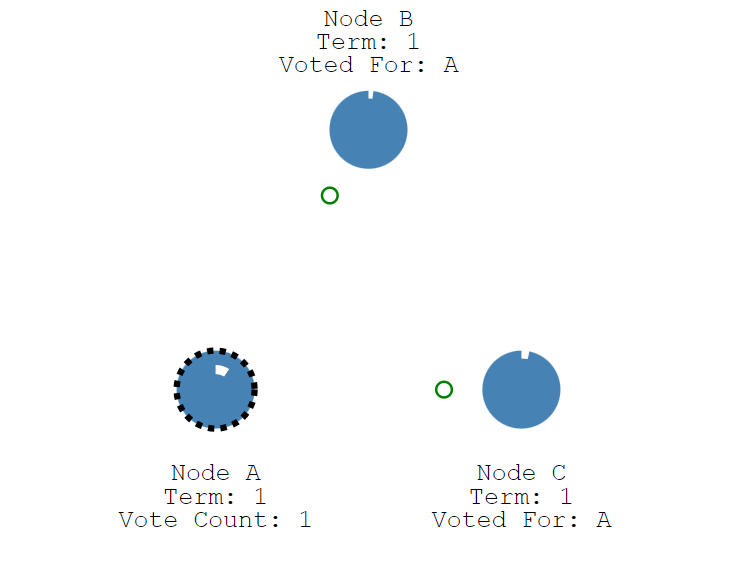 Node B
Term: 1
Voted For: A
Node A
Term: 1
Vote Count: 1
Node C
Term: 1
Voted For: A